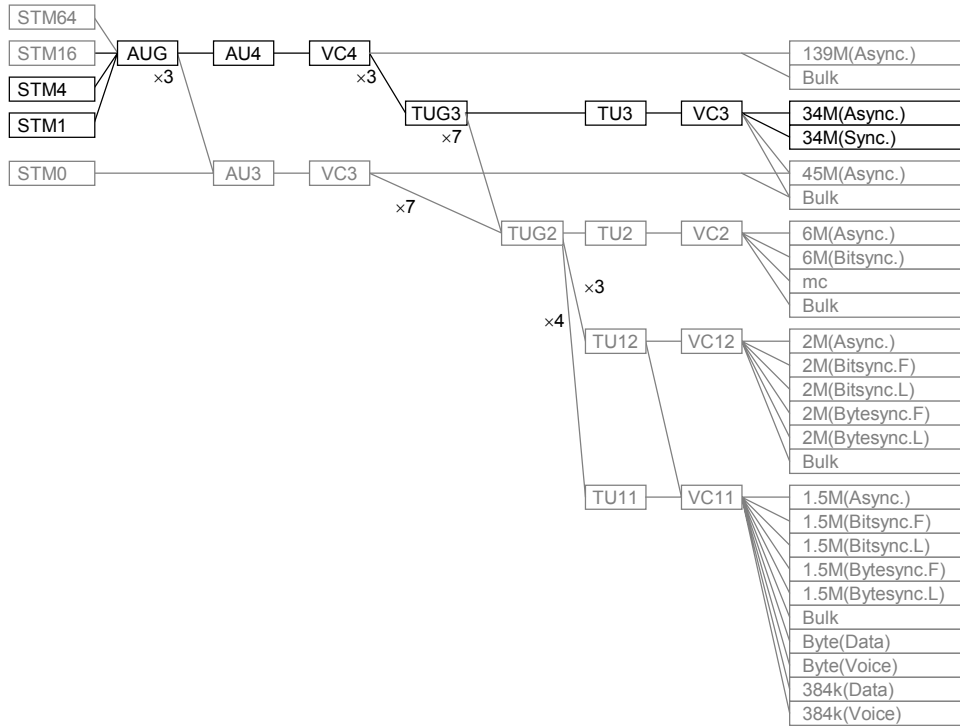 STM64
STM16 AUG AU4 VC4 139M(Async.)
×3 ×3 Bulk
STM4
TUG3 TU3 VC3 34M(Async.)
STM1 ×7 34M(Sync.)
STM0 AU3 VC3 45M(Async.)
Bulk
×7
TUG2 TU2 VC2 6M(Async.)
6M(Bitsync.)
×3 mc
Bulk
×4
TU12 VC12 2M(Async.)
2M(Bitsync.F)
2M(Bitsync.L)
2M(Bytesync.F)
2M(Bytesync.L)
Bulk
TU11 VC11 1.5M(Async.)
1.5M(Bitsync.F)
1.5M(Bitsync.L)
1.5M(Bytesync.F)
1.5M(Bytesync.L)
Bulk
Byte(Data)
Byte(Voice)
384k(Data)
384k(Voice)